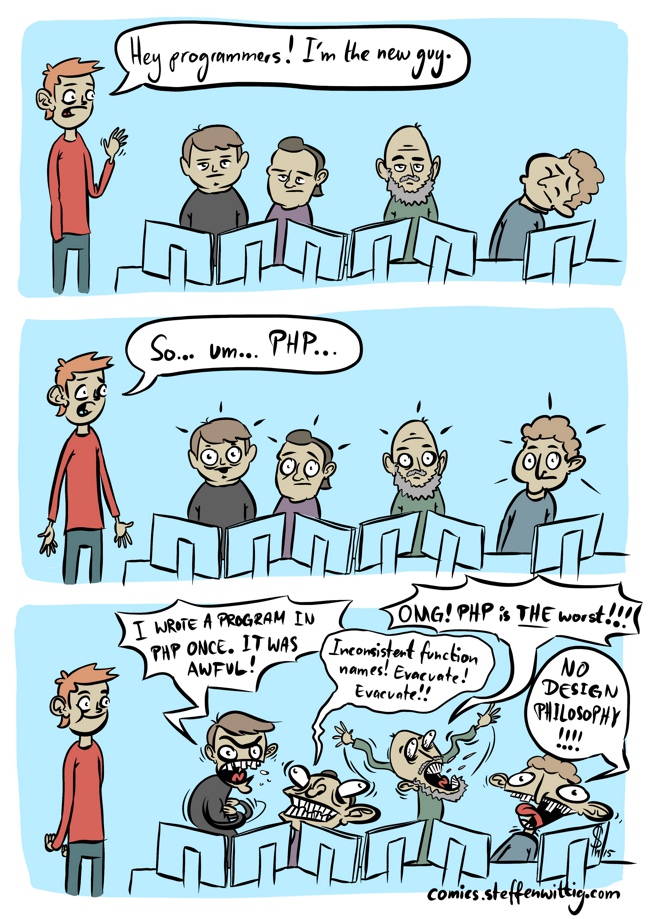 Hey programmers! I'm the new guy.
So... um... PHP...
I WROTE A PROGRAM IN
PHP ONCE. IT WAS
AWFUL!
Inconsistent function
names! Evacuate!
Evacuate!!
OMG! PHP is THE worst!!!
NO
DESIGN
PHILOSOPHY
!!!!
comics.steffenwittig.com